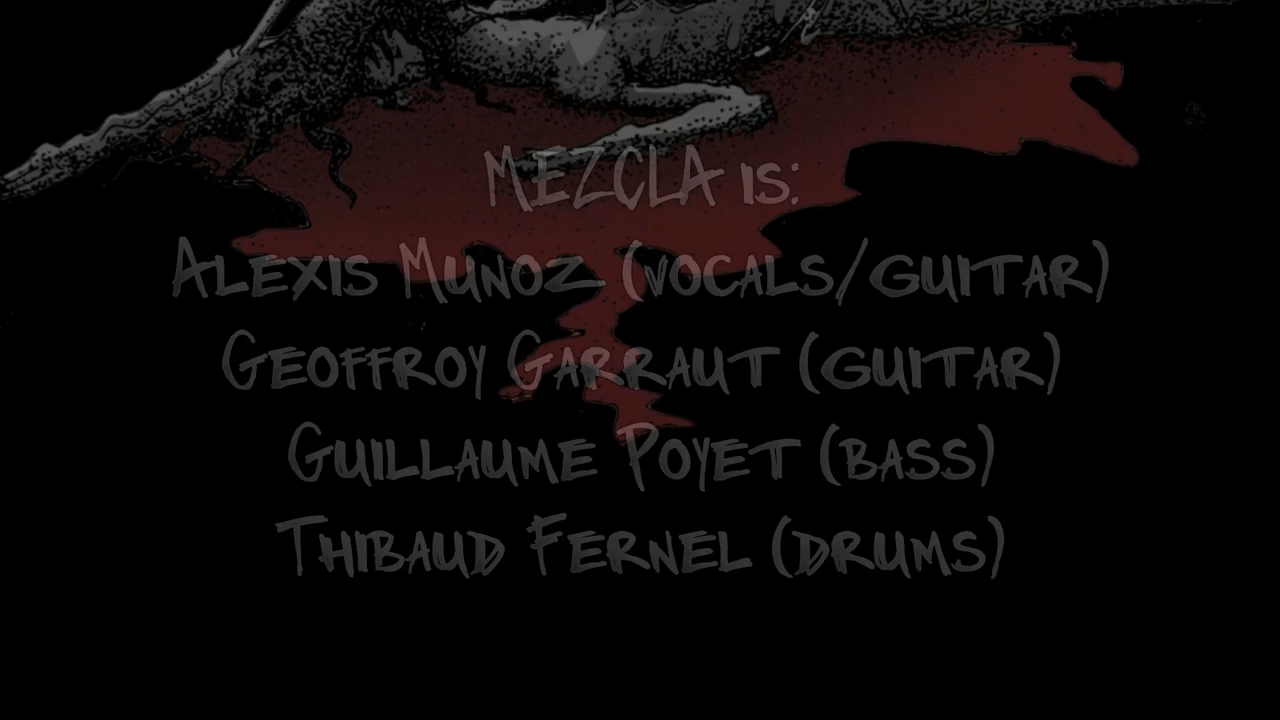 MEZCLA is:
Alexis Munoz (vocals/guitar)
Geoffroy Garraut (guitar)
Guillaume Poyet (bass)
Thibaud Fernel (drums)